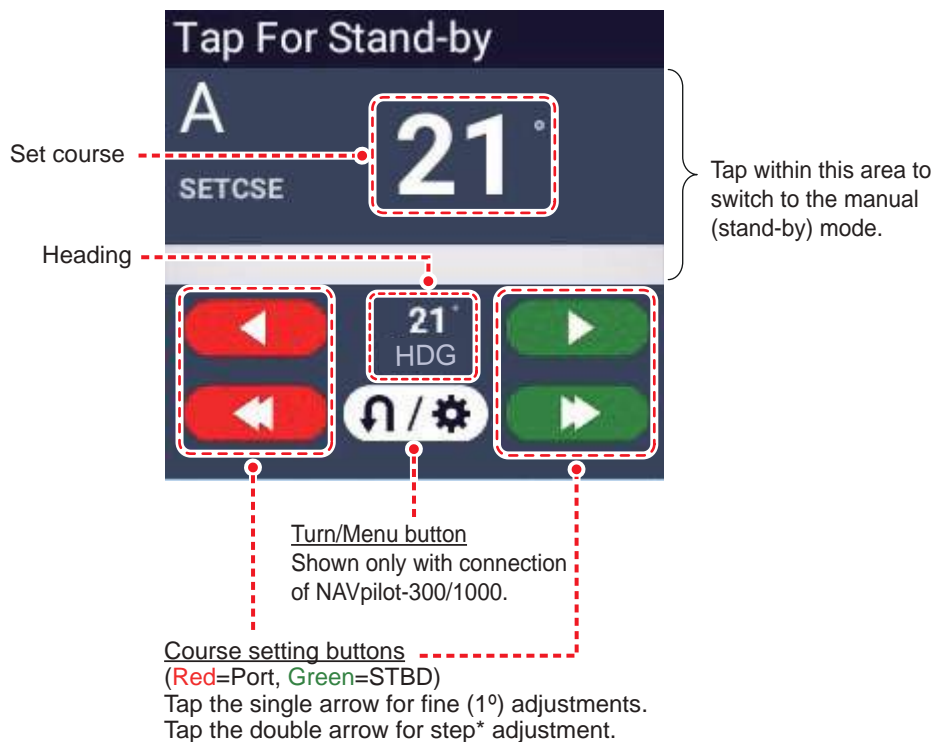 Tap For Stand-by
A
21°
Set course
SETCSE
Tap within this area to
switch to the manual
(stand-by) mode.
Heading
21°
HDG
/
Turn/Menu button
Shown only with connection
of NAVpilot-300/1000.
Course setting buttons
(Red=Port, Green=STBD)
Tap the single arrow for fine (1º) adjustments.
Tap the double arrow for step* adjustment.